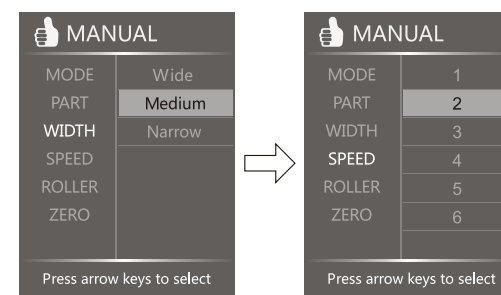 MANUAL
MODE Wide
PART Medium
WIDTH Narrow
SPEED
ROLLER
ZERO
Press arrow keys to select
MANUAL
MODE 1
PART 2
WIDTH 3
SPEED 4
ROLLER 5
ZERO 6
Press arrow keys to select